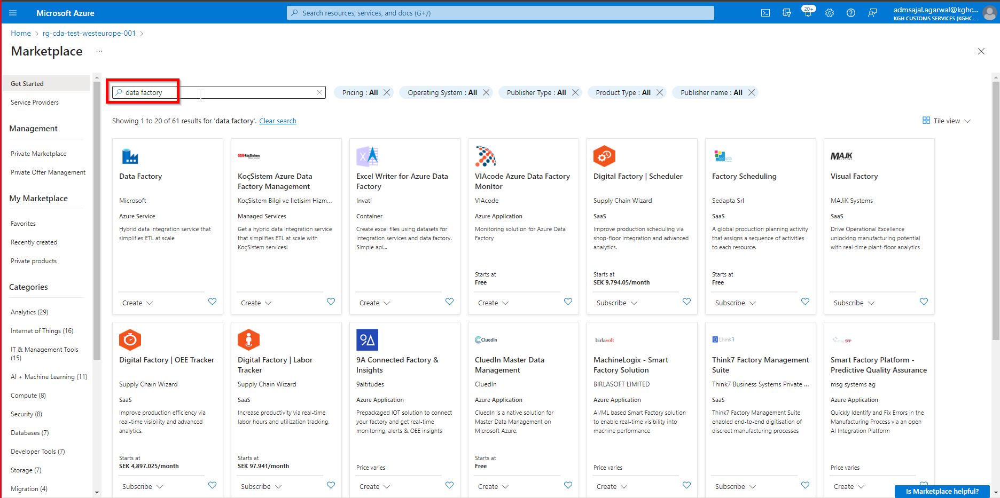 Microsoft Azure
Search resources, services, and docs (G+/)
20+
admsajal.agarwal@kghc...
KGH CUSTOMS SERVICES (KGHC....
Home > rg-cda-test-westeurope-001 >
Marketplace ...
Get Started
Service Providers
Management
Private Marketplace
Private Offer Management
My Marketplace
Favorites
Recently created
Private products
Categories
Analytics (29)
Internet of Things (16)
IT & Management Tools
(15)
AI + Machine Learning (11)
Compute (8)
Security (8)
Databases (7)
Developer Tools (7)
Storage (7)
Migration (4)
data factory
Pricing : All
Operating System : All
Publisher Type : All
Product Type : All
Publisher name : All
Showing 1 to 20 of 61 results for 'data factory'. Clear search
Tile view
Data Factory
Microsoft
Azure Service
Hybrid data integration service that
simplifies ETL at scale
Create
KoçSistem
KoçSistem Azure Data
Factory Management
KoçSistem Bilgi ve Iletisim Hizm...
Managed Services
Get a hybrid data integration service
that simplifies ETL at scale with
KoçSistem services!
Create
X
Excel Writer for Azure Data
Factory
Invati
Container
Create excel files using datasets for
integration services and data factory.
Simple api...
Create
VIAcode Azure Data Factory
Monitor
VIAcode
Azure Application
Monitoring solution for Azure Data
Factory
Starts at
Free
Create
Digital Factory | Scheduler
Supply Chain Wizard
SaaS
Improve production scheduling via
shop-floor integration and advanced
analytics.
Starts at
SEK 9,794.05/month
Subscribe
sedapta
Factory Scheduling
Sedapta Srl
SaaS
A global production planning activity
that assigns a sequence of activities
to each resource.
Starts at
Free
Subscribe
MAJiK
Visual Factory
MAJiK Systems
SaaS
Drive Operational Excellence
unlocking manufacturing potential
with real-time plant-floor analytics
Subscribe
Digital Factory | OEE Tracker
Supply Chain Wizard
SaaS
Improve production efficiency via
real-time visibility and advanced
analytics.
Starts at
SEK 4,897.025/month
Subscribe
Digital Factory | Labor
Tracker
Supply Chain Wizard
SaaS
Increase productivity via real-time
labor hours and utilization tracking.
Starts at
SEK 97.941/month
Subscribe
9A
9A Connected Factory &
Insights
9altitudes
Azure Application
Prepackaged IOT solution to connect
your factory and get real-time
monitoring, alerts & OEE insights
Price varies
Create
CluedIn
CluedIn Master Data
Management
CluedIn
Azure Application
CluedIn is a native solution for
Master Data Management on
Microsoft Azure.
Starts at
Free
Create
birlasoft
MachineLogix - Smart
Factory Solution
BIRLASOFT LIMITED
Azure Application
AI/ML based Smart Factory solution
to enable real-time visibility into
machine performance
Price varies
Create
think7
Think7 Factory Management
Suite
Think7 Business Systems Private ...
SaaS
Think7 Factory Management Suite
enabled end-to-end digitisation of
discreet manufacturing processes
Subscribe
SFP
Smart Factory Platform -
Predictive Quality Assurance
msg systems ag
Azure Application
Quickly Identify and Fix Errors in the
Manufacturing Process via an open
AI Integration Platform
Price varies
Create
Is Marketplace helpful?